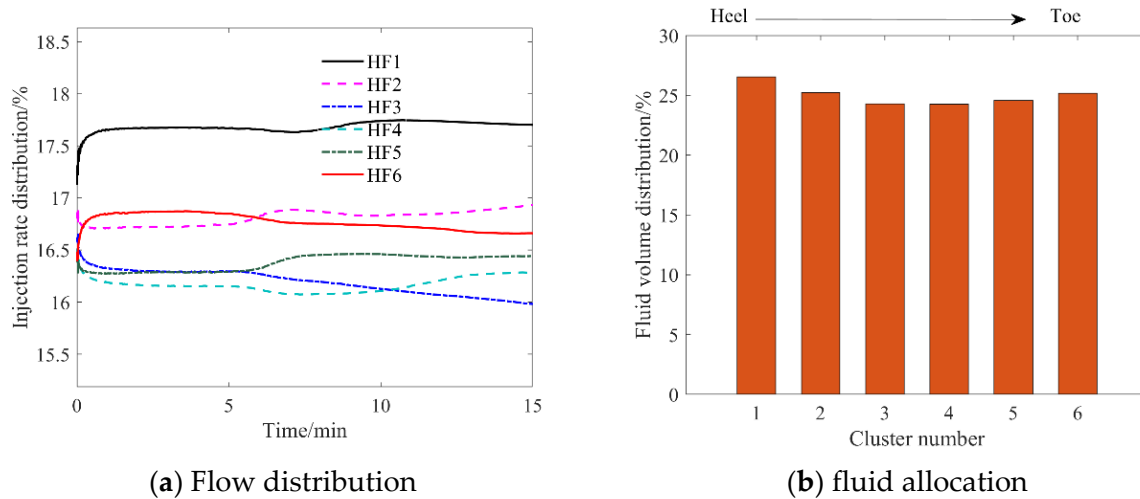 18.5
18
17.5
17
16.5
16
15.5
Injection rate distribution/%
HF1
HF2
HF3
HF4
HF5
HF6
0
5
10
15
Time/min
(a) Flow distribution
Heel
Toe
30
25
20
15
10
5
0
Fluid volume distribution/%
1
2
3
4
5
6
Cluster number
(b) fluid allocation